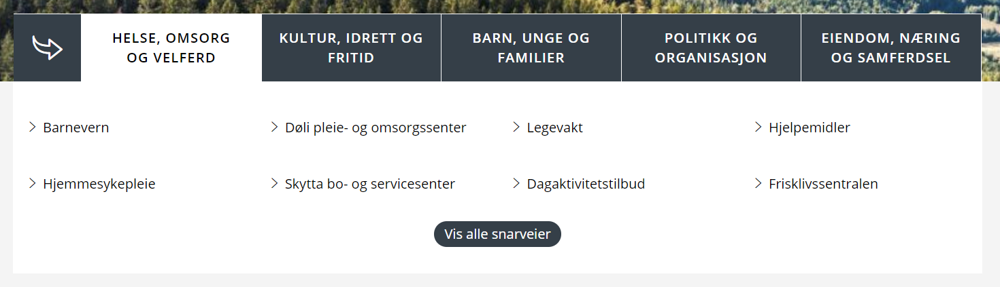 HELSE, OMSORG
OG VELFERD
KULTUR, IDRETT OG
FRITID
BARN, UNGE OG
FAMILIER
POLITIKK OG
ORGANISASJON
EIENDOM, NÆRING
OG SAMFERDSEL
Barnevern
Døli pleie- og omsorgssenter
Legevakt
Hjelpemidler
Hjemmesykepleie
Skytta bo- og servicesenter
Dagaktivitetstilbud
Frisklivssentralen
Vis alle snarveier